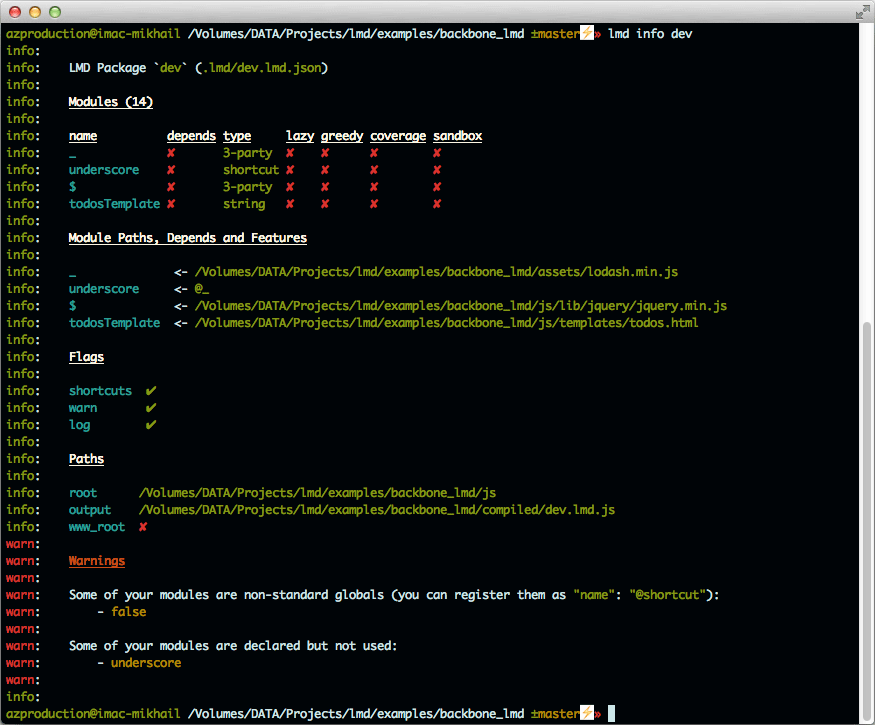 azproduction@imac-mikhail /Volumes/DATA/Projects/lmd/examples/backbone_lmd ±master⚡» lmd info dev
info:
info:    LMD Package `dev` (.lmd/dev.lmd.json)
info:
info:    Modules (14)
info:
info:    name          depends type     lazy greedy coverage sandbox
info:    _             ✘       3-party  ✘    ✘      ✘        ✘
info:    underscore    ✘       shortcut ✘    ✘      ✘        ✘
info:    $             ✘       3-party  ✘    ✘      ✘        ✘
info:    todosTemplate ✘       string   ✘    ✘      ✘        ✘
info:
info:    Module Paths, Depends and Features
info:
info:    _              <- /Volumes/DATA/Projects/lmd/examples/backbone_lmd/assets/lodash.min.js
info:    underscore     <- @_
info:    $              <- /Volumes/DATA/Projects/lmd/examples/backbone_lmd/js/lib/jquery/jquery.min.js
info:    todosTemplate  <- /Volumes/DATA/Projects/lmd/examples/backbone_lmd/js/templates/todos.html
info:
info:    Flags
info:
info:    shortcuts  ✔
info:    warn       ✔
info:    log        ✔
info:
info:    Paths
info:
info:    root      /Volumes/DATA/Projects/lmd/examples/backbone_lmd/js
info:    output    /Volumes/DATA/Projects/lmd/examples/backbone_lmd/compiled/dev.lmd.js
info:    www_root  ✘
warn:
warn:    Warnings
warn:
warn:    Some of your modules are non-standard globals (you can register them as "name": "@shortcut"):
warn:        - false
warn:
warn:    Some of your modules are declared but not used:
warn:        - underscore
warn:
info:
azproduction@imac-mikhail /Volumes/DATA/Projects/lmd/examples/backbone_lmd ±master⚡»